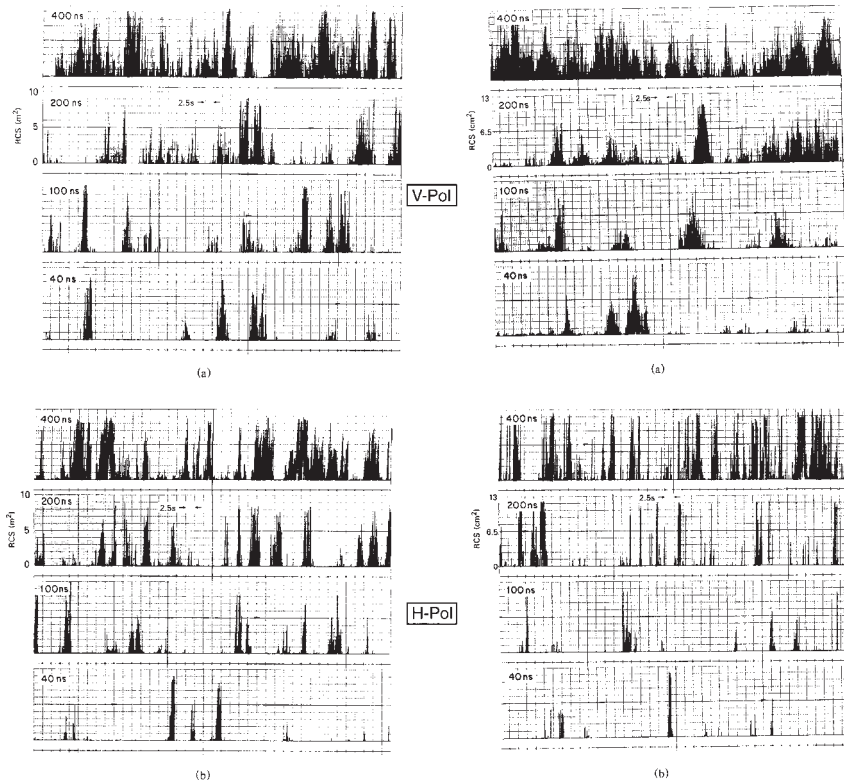 400 ns
10
5
0
RCS (m²)
200 ns
2.5s
100 ns
40 ns
(a)
400 ns
13
6.5
0
RCS (cm²)
200 ns
2.5s
100 ns
40 ns
(a)
V-Pol
400 ns
10
5
0
RCS (m²)
200 ns
2.5s
100 ns
40 ns
(b)
400 ns
13
6.5
0
RCS (cm²)
200 ns
2.5s
100 ns
40 ns
(b)
H-Pol